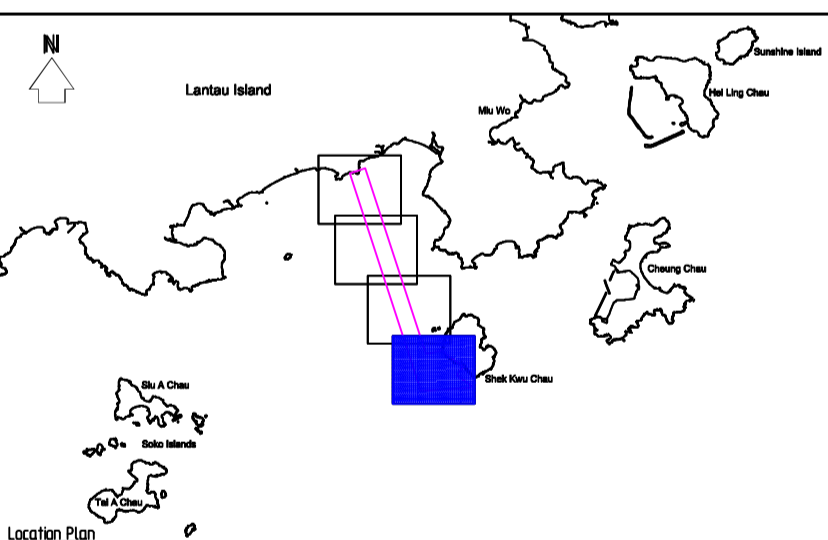 N
Sunshine Island
Lantau Island
Hei Ling Chau
Mui Wo
Cheung Chau
Shek Kwu Chau
Siu A Chau
Soko Islands
Tai A Chau
Location Plan